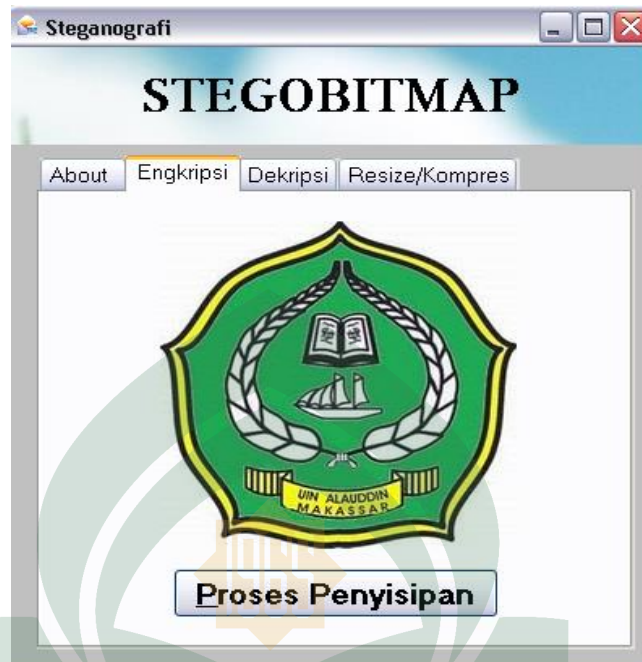 Steganografi
STEGOBITMAP
About Engkripsi Dekripsi Resize/Kompres
UIN ALAUDDIN
MAKASSAR
Proses Penyisipan